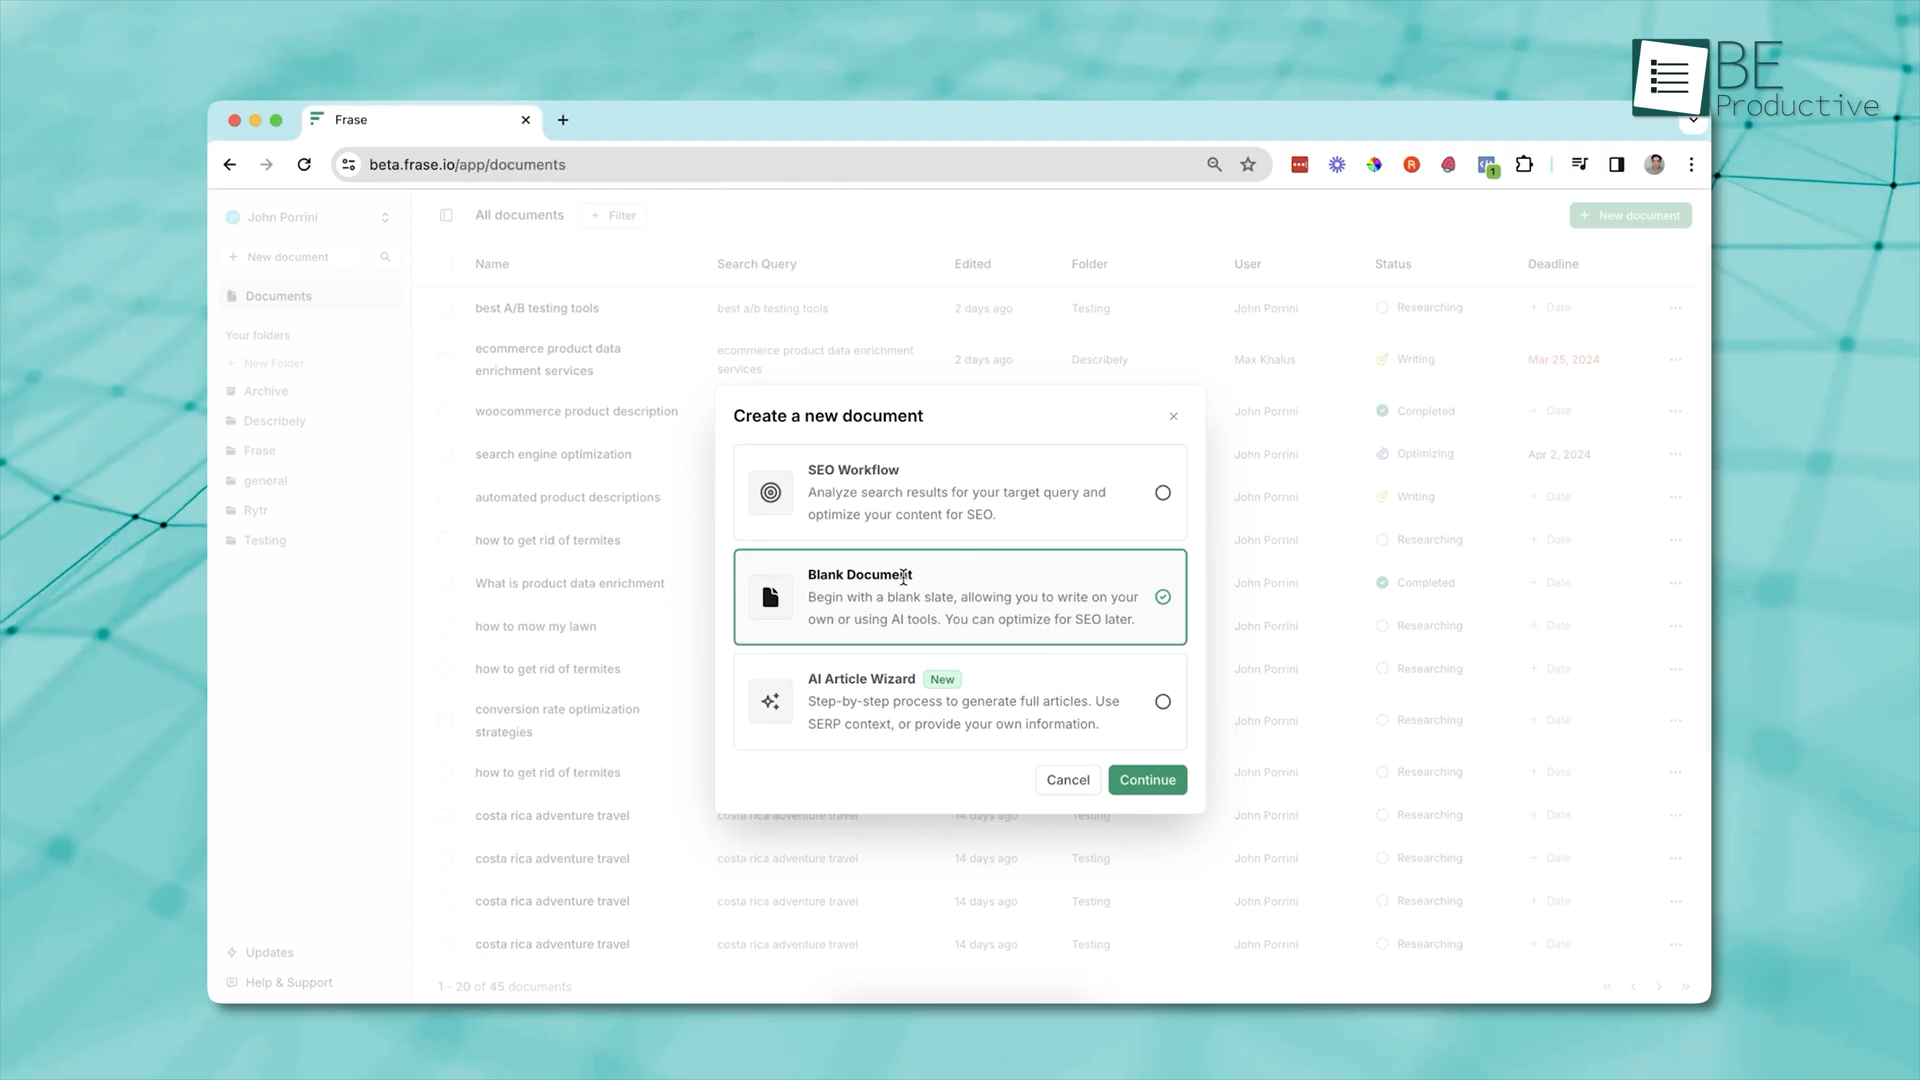 BE
Productive
Frase
beta.frase.io/app/documents
1
John Porrini
All documents
+ Filter
+ New document
+ New document
Name
Search Query
Edited
Folder
User
Status
Deadline
Documents
best A/B testing tools
best a/b testing tools
2 days ago
Testing
John Porrini
Researching
+ Date
Your folders
+ New Folder
Archive
Describely
Frase
general
Rytr
Testing
ecommerce product data
enrichment services
ecommerce product data enrichment
services
2 days ago
Describely
Max Khalus
Writing
Mar 25, 2024
woocommerce product description
John Porrini
Completed
+ Date
search engine optimization
John Porrini
Optimizing
Apr 2, 2024
automated product descriptions
John Porrini
Writing
+ Date
how to get rid of termites
John Porrini
Researching
+ Date
What is product data enrichment
John Porrini
Completed
+ Date
how to mow my lawn
John Porrini
Researching
+ Date
how to get rid of termites
John Porrini
Researching
+ Date
conversion rate optimization
strategies
John Porrini
Researching
+ Date
how to get rid of termites
John Porrini
Researching
+ Date
Create a new document
SEO Workflow
Analyze search results for your target query and
optimize your content for SEO.
Blank Document
Begin with a blank slate, allowing you to write on your
own or using AI tools. You can optimize for SEO later.
AI Article Wizard New
Step-by-step process to generate full articles. Use
SERP context, or provide your own information.
Cancel
Continue
costa rica adventure travel
costa rica adventure travel
14 days ago
Testing
John Porrini
Researching
+ Date
costa rica adventure travel
costa rica adventure travel
14 days ago
Testing
John Porrini
Researching
+ Date
costa rica adventure travel
costa rica adventure travel
14 days ago
Testing
John Porrini
Researching
+ Date
costa rica adventure travel
costa rica adventure travel
14 days ago
Testing
John Porrini
Researching
+ Date
Updates
Help & Support
1 - 20 of 45 documents